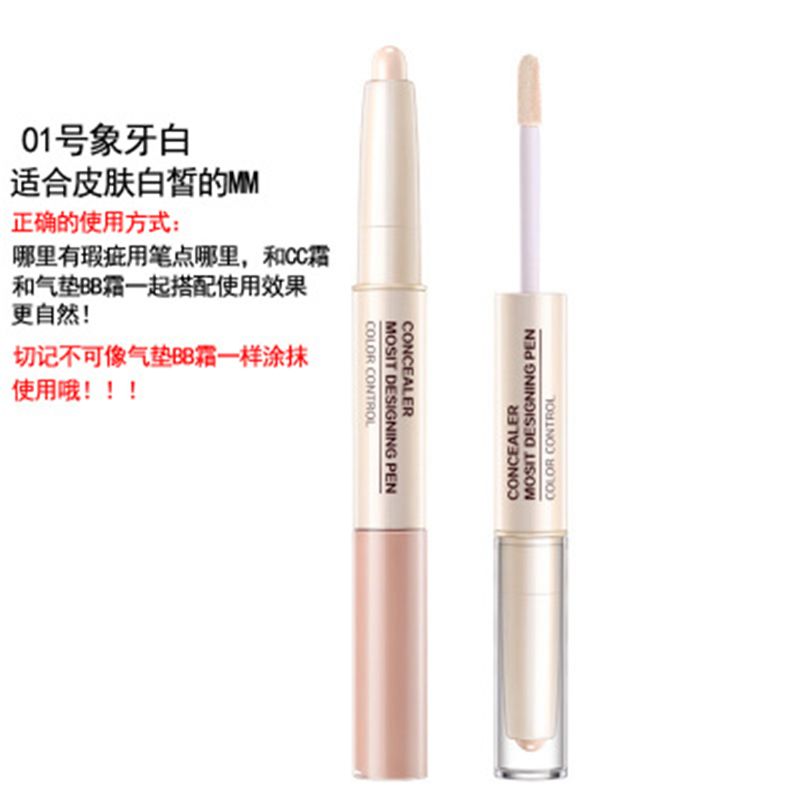 01号象牙白
适合皮肤白皙的MM
正确的使用方式：
哪里有瑕疵用笔点哪里，和CC霜
和气垫BB霜一起搭配使用效果
更自然！
切记不可像气垫BB霜一样涂抹
使用哦！！！
CONCEALER
MOSIT DESIGNING PEN
COLOR CONTROL
CONCEALER
MOSIT DESIGNING PEN
COLOR CONTROL